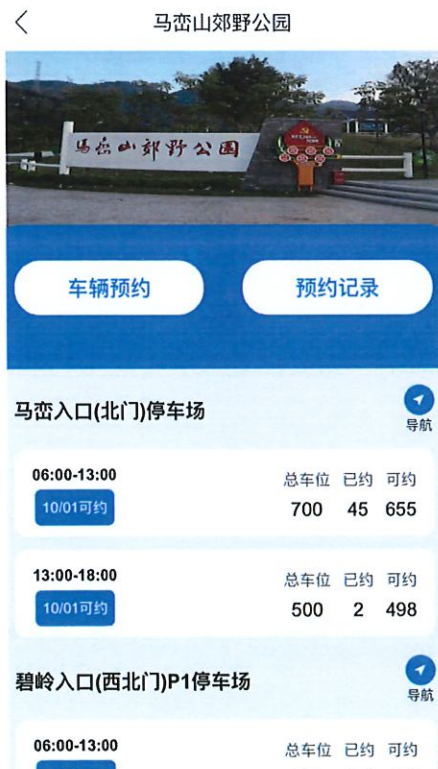 马峦山郊野公园
马峦山郊野公园
车辆预约
预约记录
马峦入口(北门)停车场
导航
06:00-13:00
总车位 已约 可约
10/01可约
700 45 655
13:00-18:00
总车位 已约 可约
10/01可约
500 2 498
碧岭入口(西北门)P1停车场
导航
06:00-13:00
总车位 已约 可约